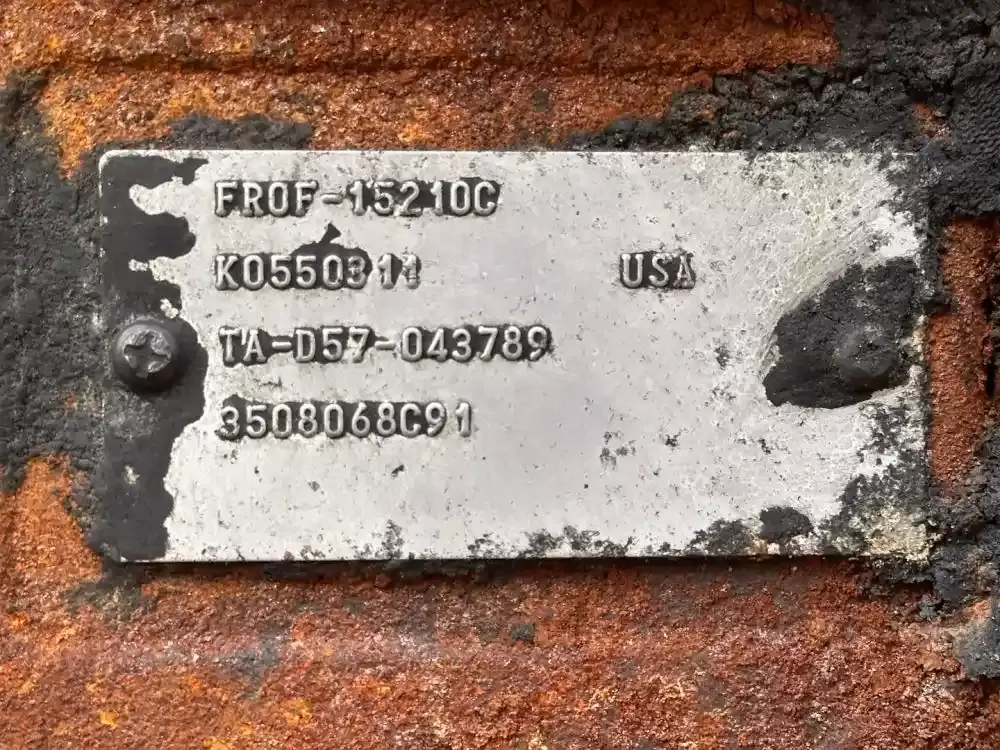 FROF-15210C
K0550311 USA
TA-D57-043789
3508068C91